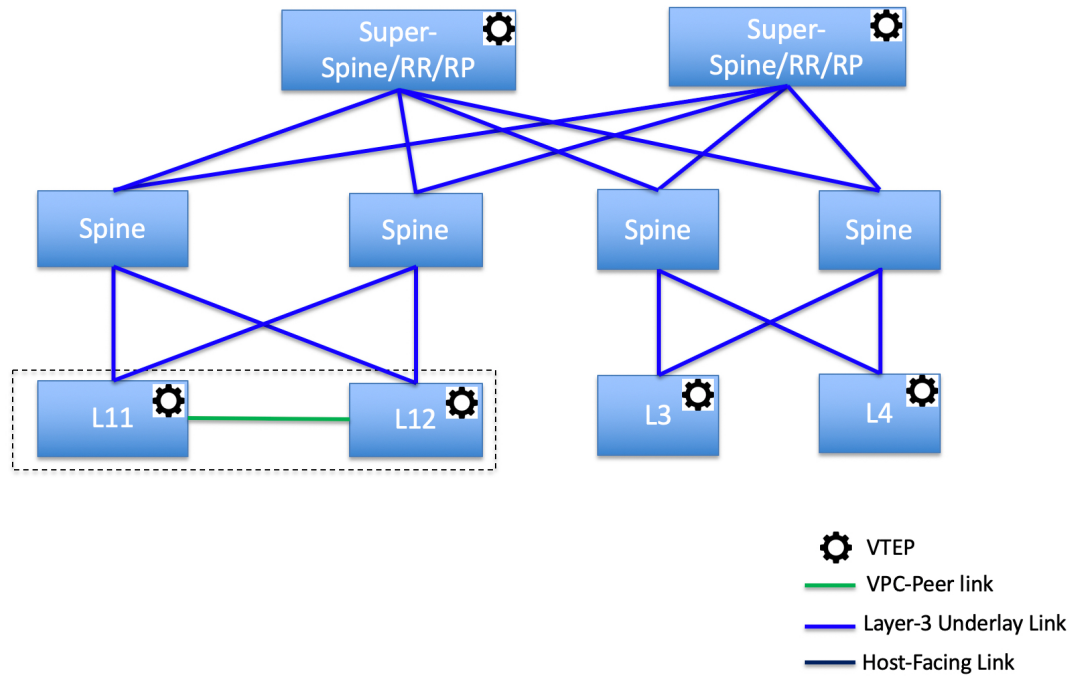 Super-
Spine/RR/RP
Super-
Spine/RR/RP
Spine
Spine
Spine
Spine
L11
L12
L3
L4
VTEP
VPC-Peer link
Layer-3 Underlay Link
Host-Facing Link